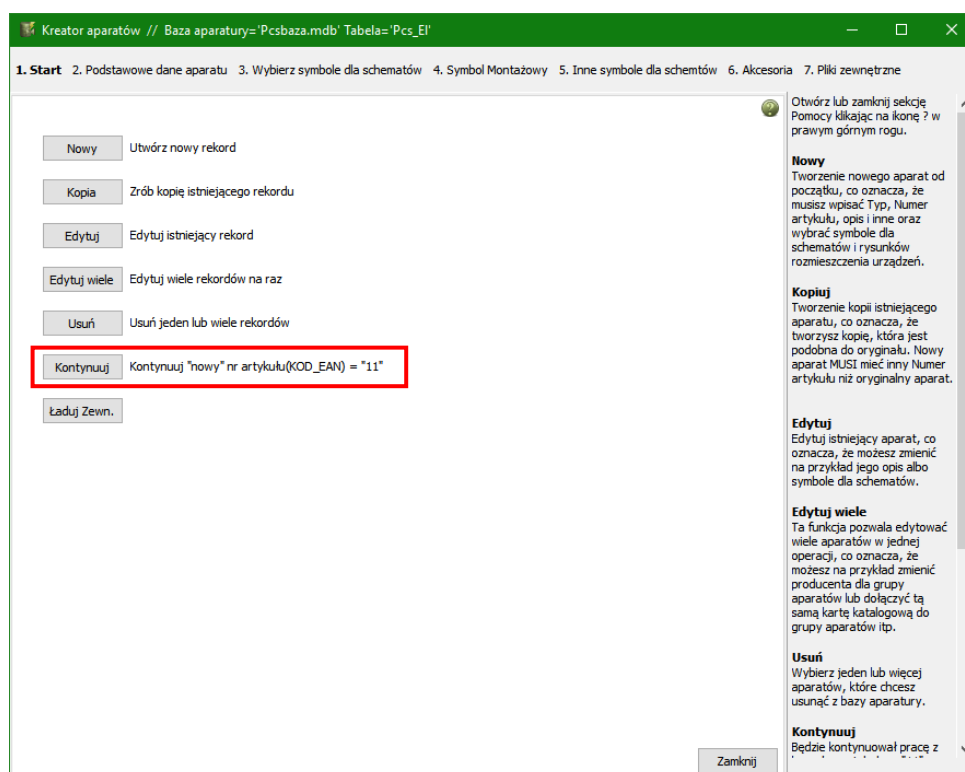 Kreator aparatów // Baza aparatury='Pcsbaza.mdb' Tabela='Pcs_El'
1. Start 2. Podstawowe dane aparatu 3. Wybierz symbole dla schematów 4. Symbol Montażowy 5. Inne symbole dla schemtów 6. Akcesoria 7. Pliki zewnętrzne
Nowy Utwórz nowy rekord
Kopia Zrób kopię istniejącego rekordu
Edytuj Edytuj istniejący rekord
Edytuj wiele Edytuj wiele rekordów na raz
Usuń Usuń jeden lub wiele rekordów
Kontynuuj Kontynuuj "nowy" nr artykułu(KOD_EAN) = "11"
Ładuj Zewn.
Zamknij
Otwórz lub zamknij sekcję
Pomocy klikając na ikonę ? w
prawym górnym rogu.
Nowy
Tworzenie nowego aparat od
początku, co oznacza, że
musisz wpisać Typ, Numer
artykułu, opis i inne oraz
wybrać symbole dla
schematów i rysunków
rozmieszczenia urządzeń.
Kopiuj
Tworzenie kopii istniejącego
aparatu, co oznacza, że
tworzysz kopię, która jest
podobna do oryginału. Nowy
aparat MUSI mieć inny Numer
artykułu niż oryginalny aparat.
Edytuj
Edytuj istniejący aparat, co
oznacza, że możesz zmienić
na przykład jego opis albo
symbole dla schematów.
Edytuj wiele
Ta funkcja pozwala edytować
wiele aparatów w jednej
operacji, co oznacza, że
możesz na przykład zmienić
producenta dla grupy
aparatów lub dołączyć tą
samą kartę katalogową do
grupy aparatów itp.
Usuń
Wybierz jeden lub więcej
aparatów, które chcesz
usunąć z bazy aparatury.
Kontynuuj
Będzie kontynuował pracę z